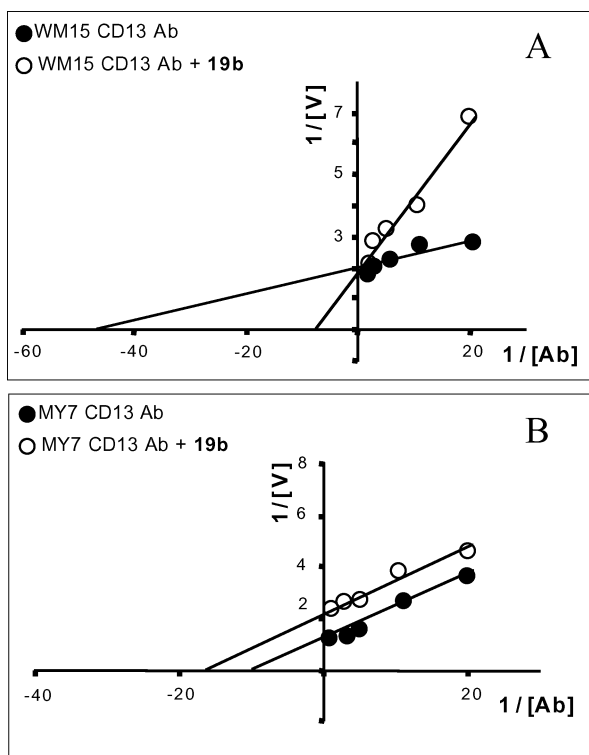 A
● WM15 CD13 Ab
○ WM15 CD13 Ab + 19b
1/[V]
7
5
3
-60 -40 -20 20
1/[Ab]
B
● MY7 CD13 Ab
○ MY7 CD13 Ab + 19b
1/[V]
8
6
4
2
-40 -20 20
1/[Ab]